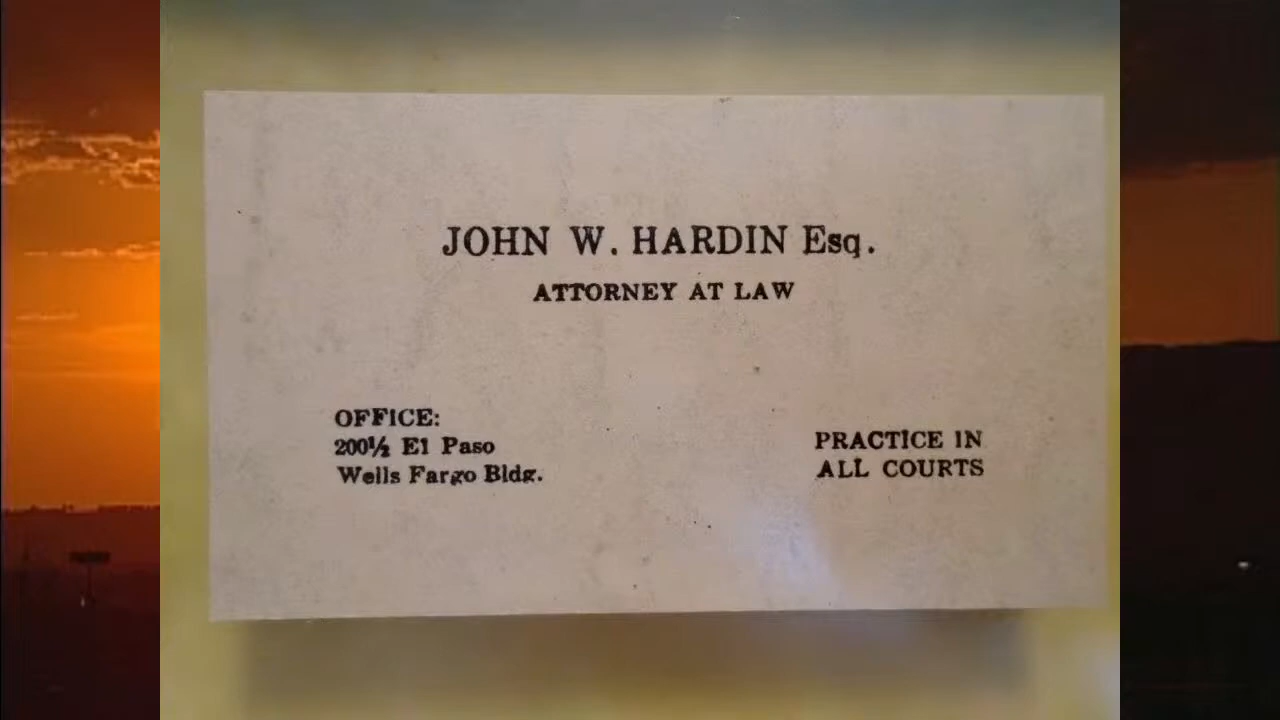 JOHN W. HARDIN Esq.
ATTORNEY AT LAW
OFFICE:
200½ El Paso
Wells Fargo Bldg.
PRACTICE IN
ALL COURTS